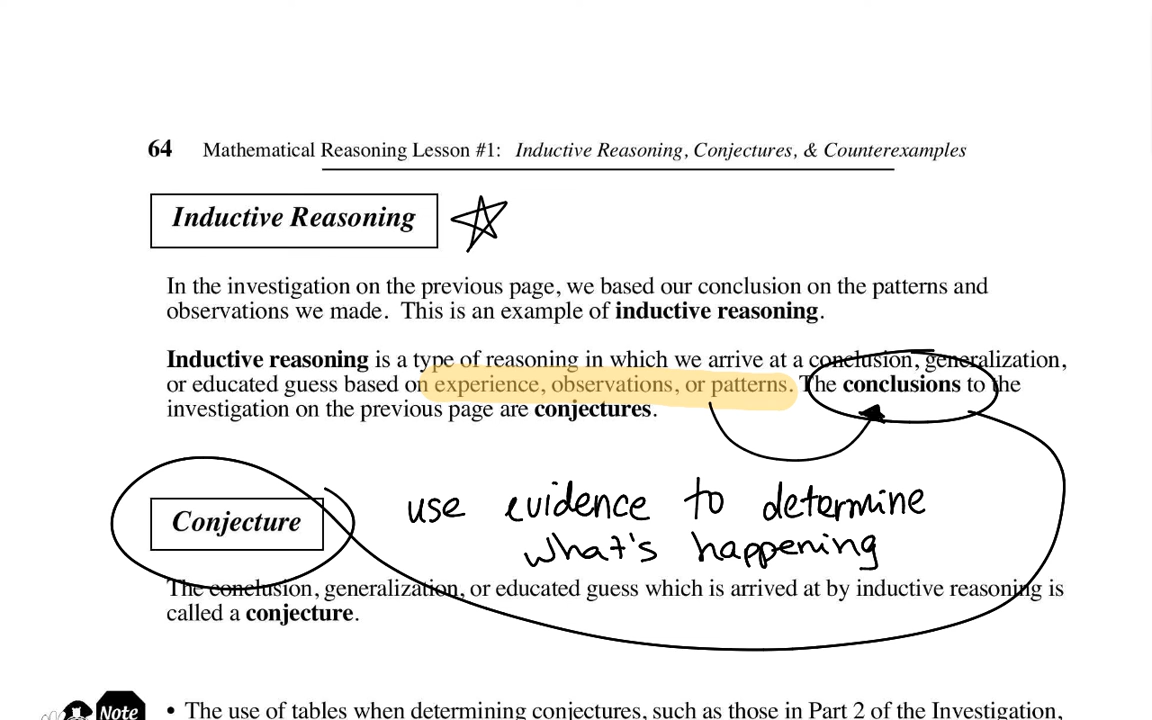 64 Mathematical Reasoning Lesson #1: Inductive Reasoning, Conjectures, & Counterexamples
Inductive Reasoning
In the investigation on the previous page, we based our conclusion on the patterns and
observations we made. This is an example of inductive reasoning.
Inductive reasoning is a type of reasoning in which we arrive at a conclusion, generalization,
or educated guess based on experience, observations, or patterns. The conclusions to the
investigation on the previous page are conjectures.
use evidence to determine
what's happening
Conjecture
The conclusion, generalization, or educated guess which is arrived at by inductive reasoning is
called a conjecture.
Note
• The use of tables when determining conjectures, such as those in Part 2 of the Investigation,